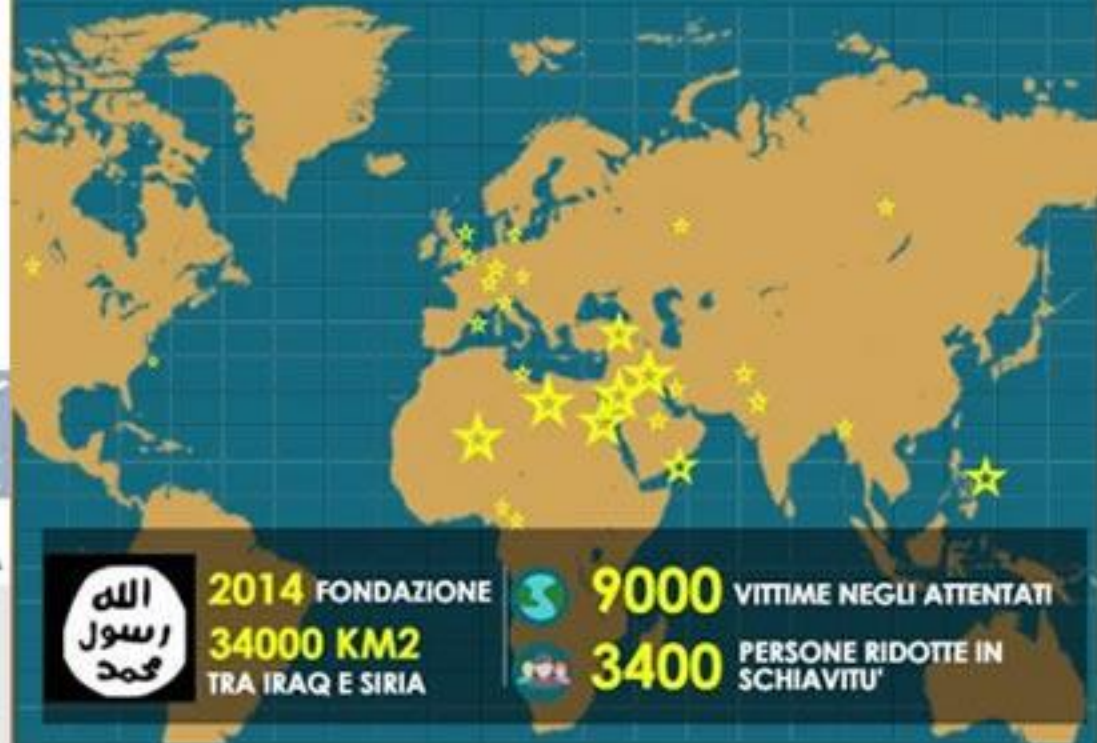 الله
رسول
محمد
2014 FONDAZIONE
34000 KM2
TRA IRAQ E SIRIA
9000 VITTIME NEGLI ATTENTATI
3400 PERSONE RIDOTTE IN
SCHIAVITU'